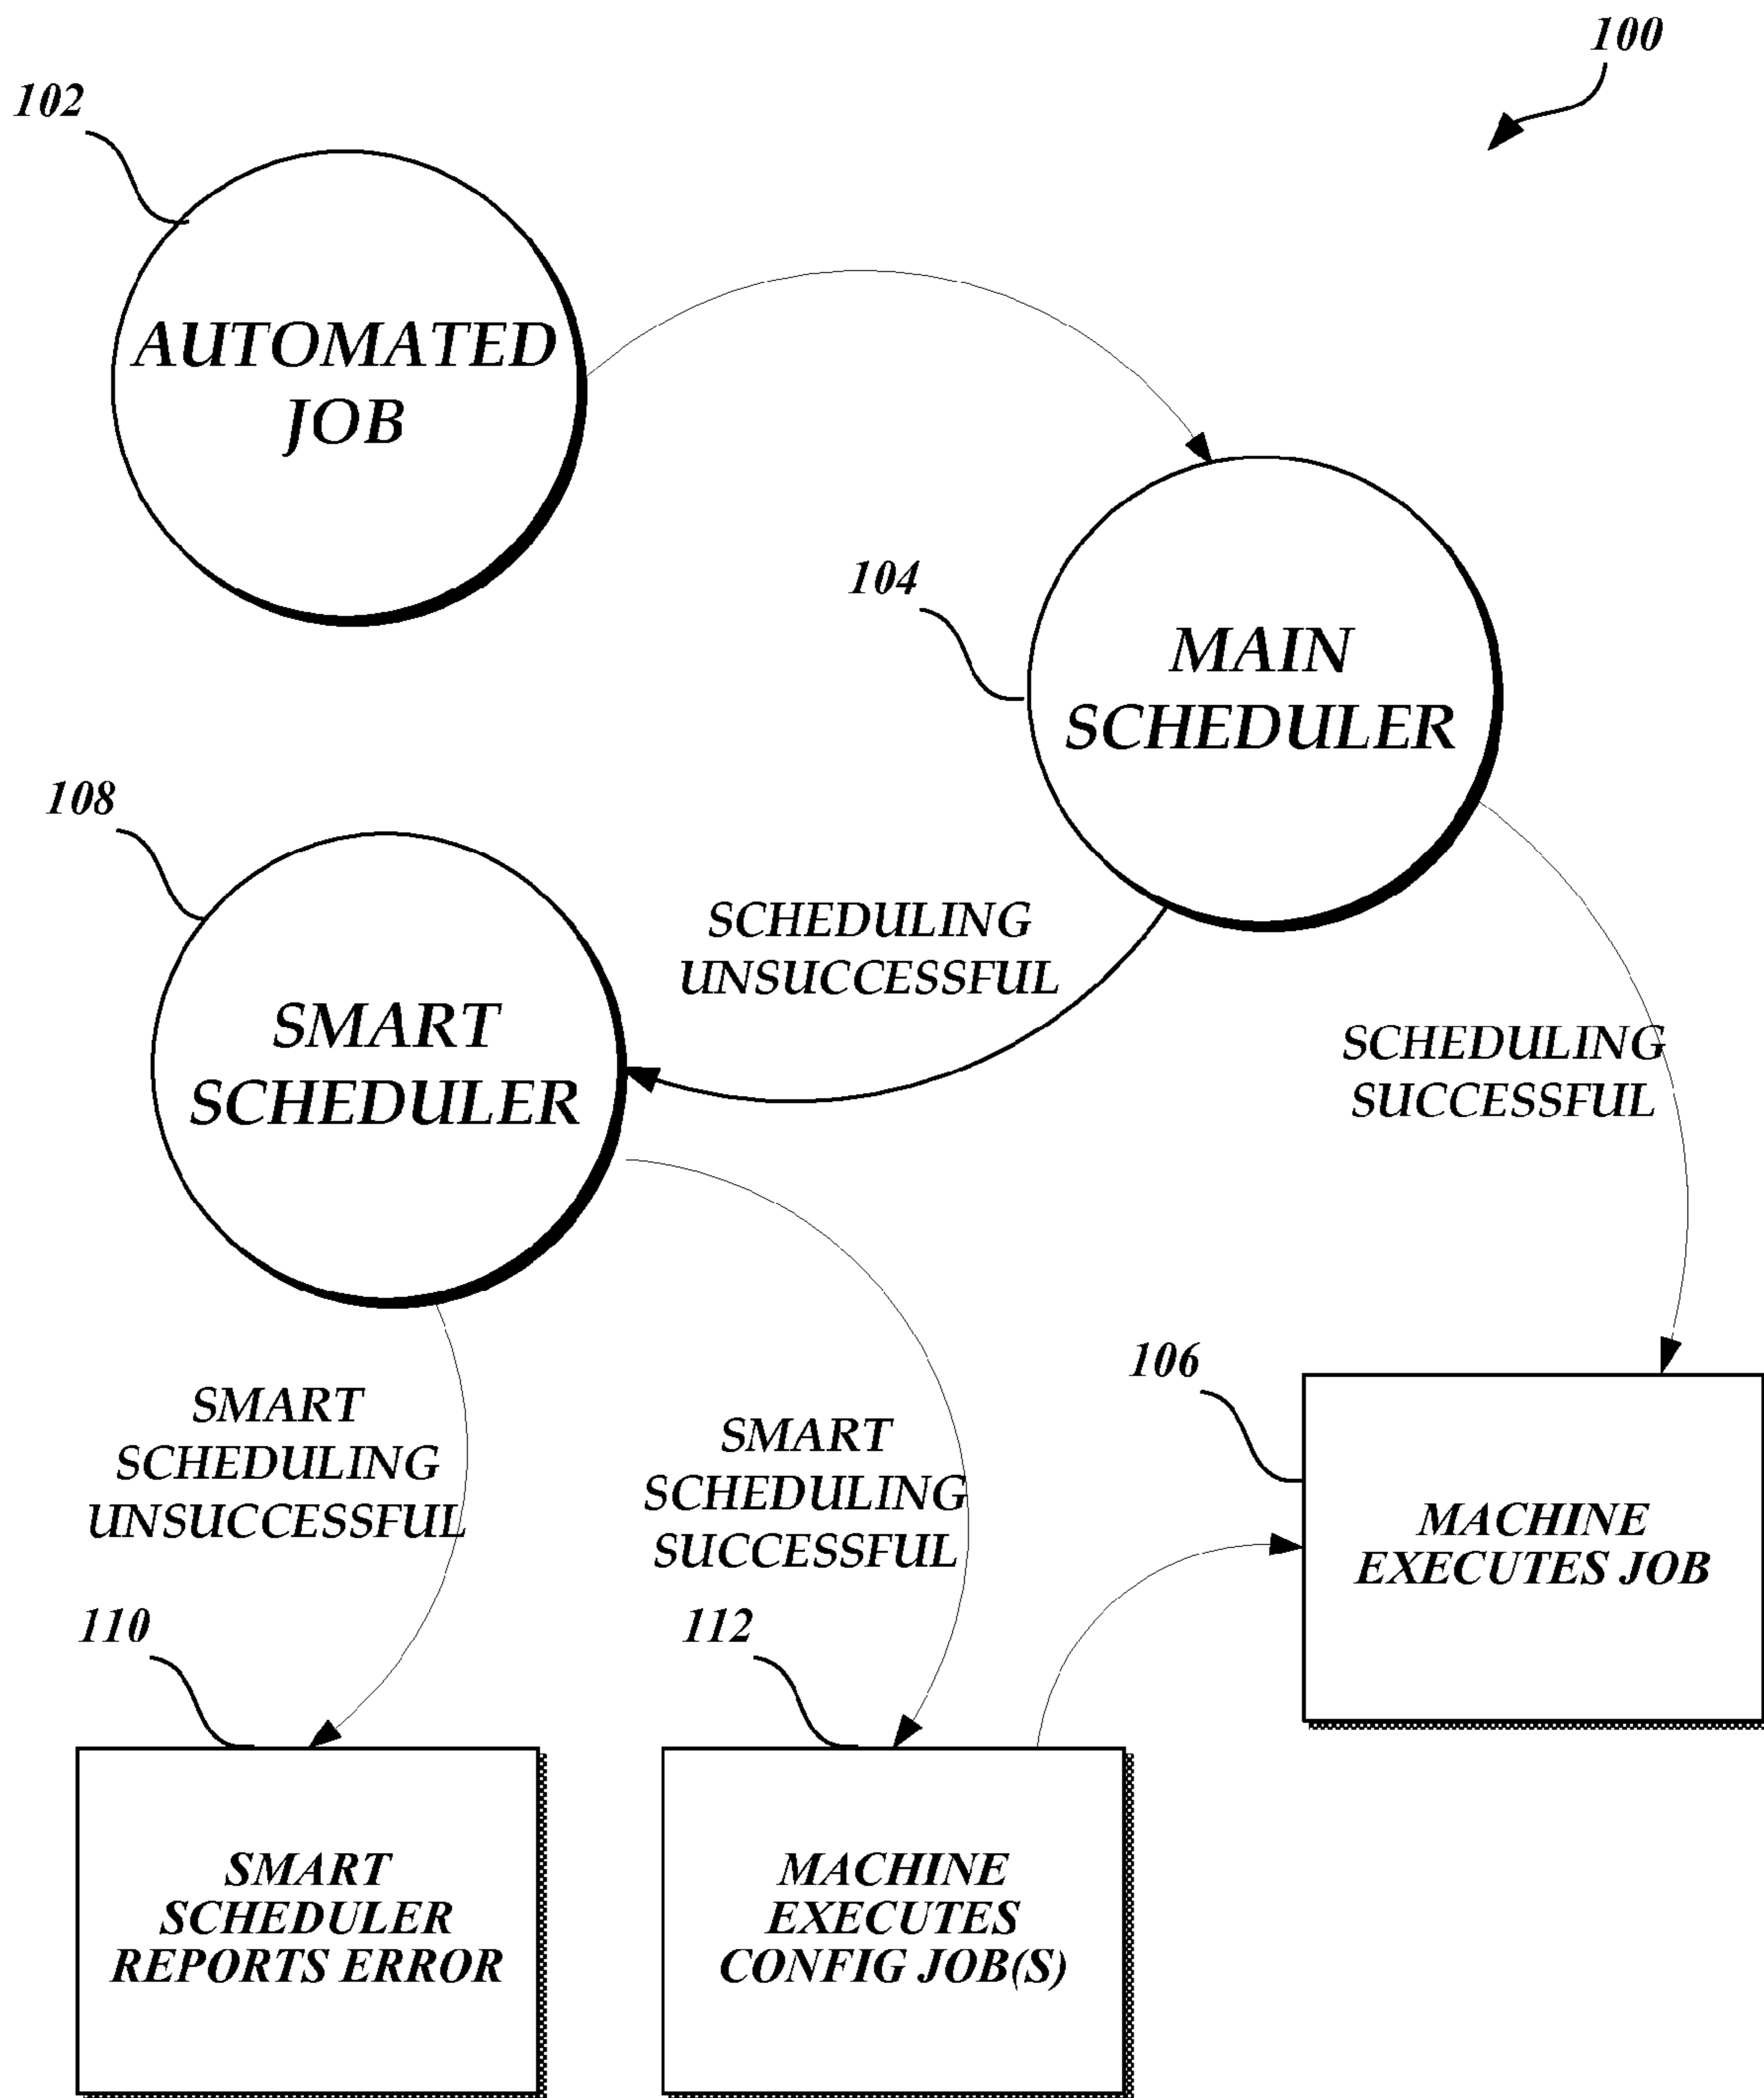 100
102
AUTOMATED
JOB
104
MAIN
SCHEDULER
108
SMART
SCHEDULER
SCHEDULING
UNSUCCESSFUL
SCHEDULING
SUCCESSFUL
SMART
SCHEDULING
UNSUCCESSFUL
SMART
SCHEDULING
SUCCESSFUL
106
MACHINE
EXECUTES JOB
110
SMART
SCHEDULER
REPORTS ERROR
112
MACHINE
EXECUTES
CONFIG JOB(S)